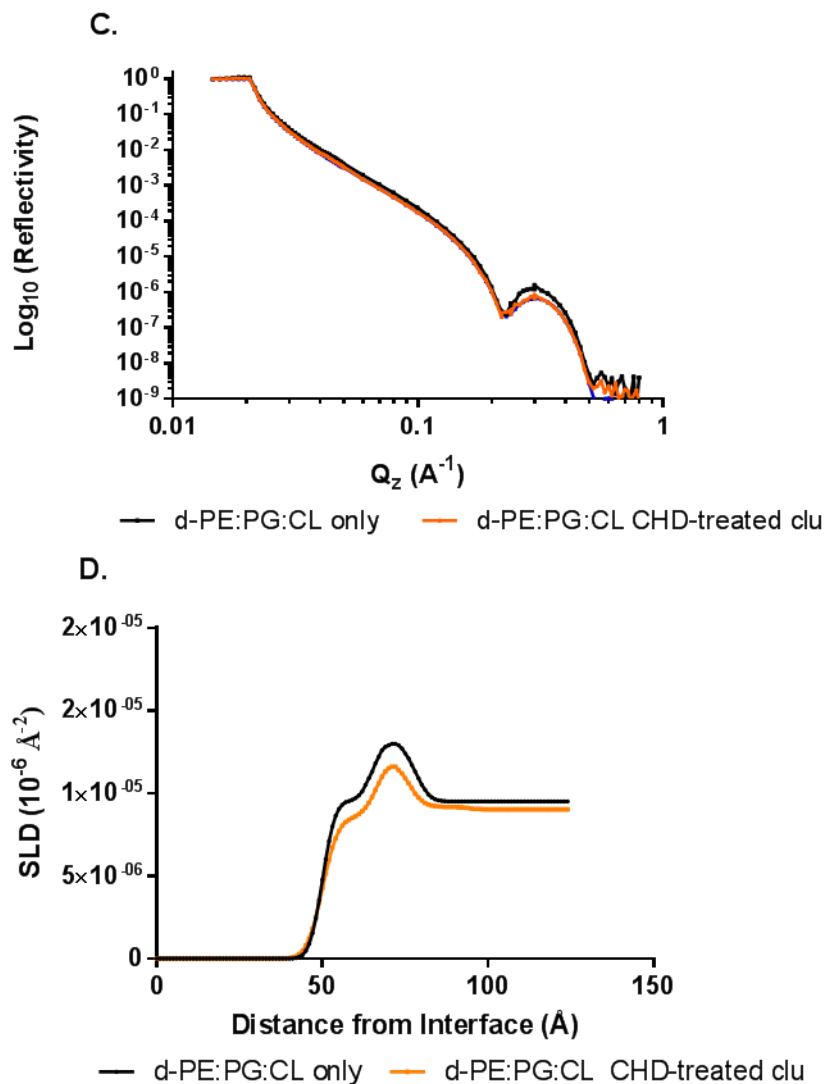 C.
Log₁₀ (Reflectivity)
10⁰
10⁻¹
10⁻²
10⁻³
10⁻⁴
10⁻⁵
10⁻⁶
10⁻⁷
10⁻⁸
10⁻⁹
0.01 0.1 1
Q_z (A⁻¹)
d-PE:PG:CL only d-PE:PG:CL CHD-treated clu
D.
SLD (10⁻⁶ Å⁻²)
2×10⁻⁰⁵
2×10⁻⁰⁵
1×10⁻⁰⁵
5×10⁻⁰⁶
0
0 50 100 150
Distance from Interface (Å)
d-PE:PG:CL only d-PE:PG:CL CHD-treated clu